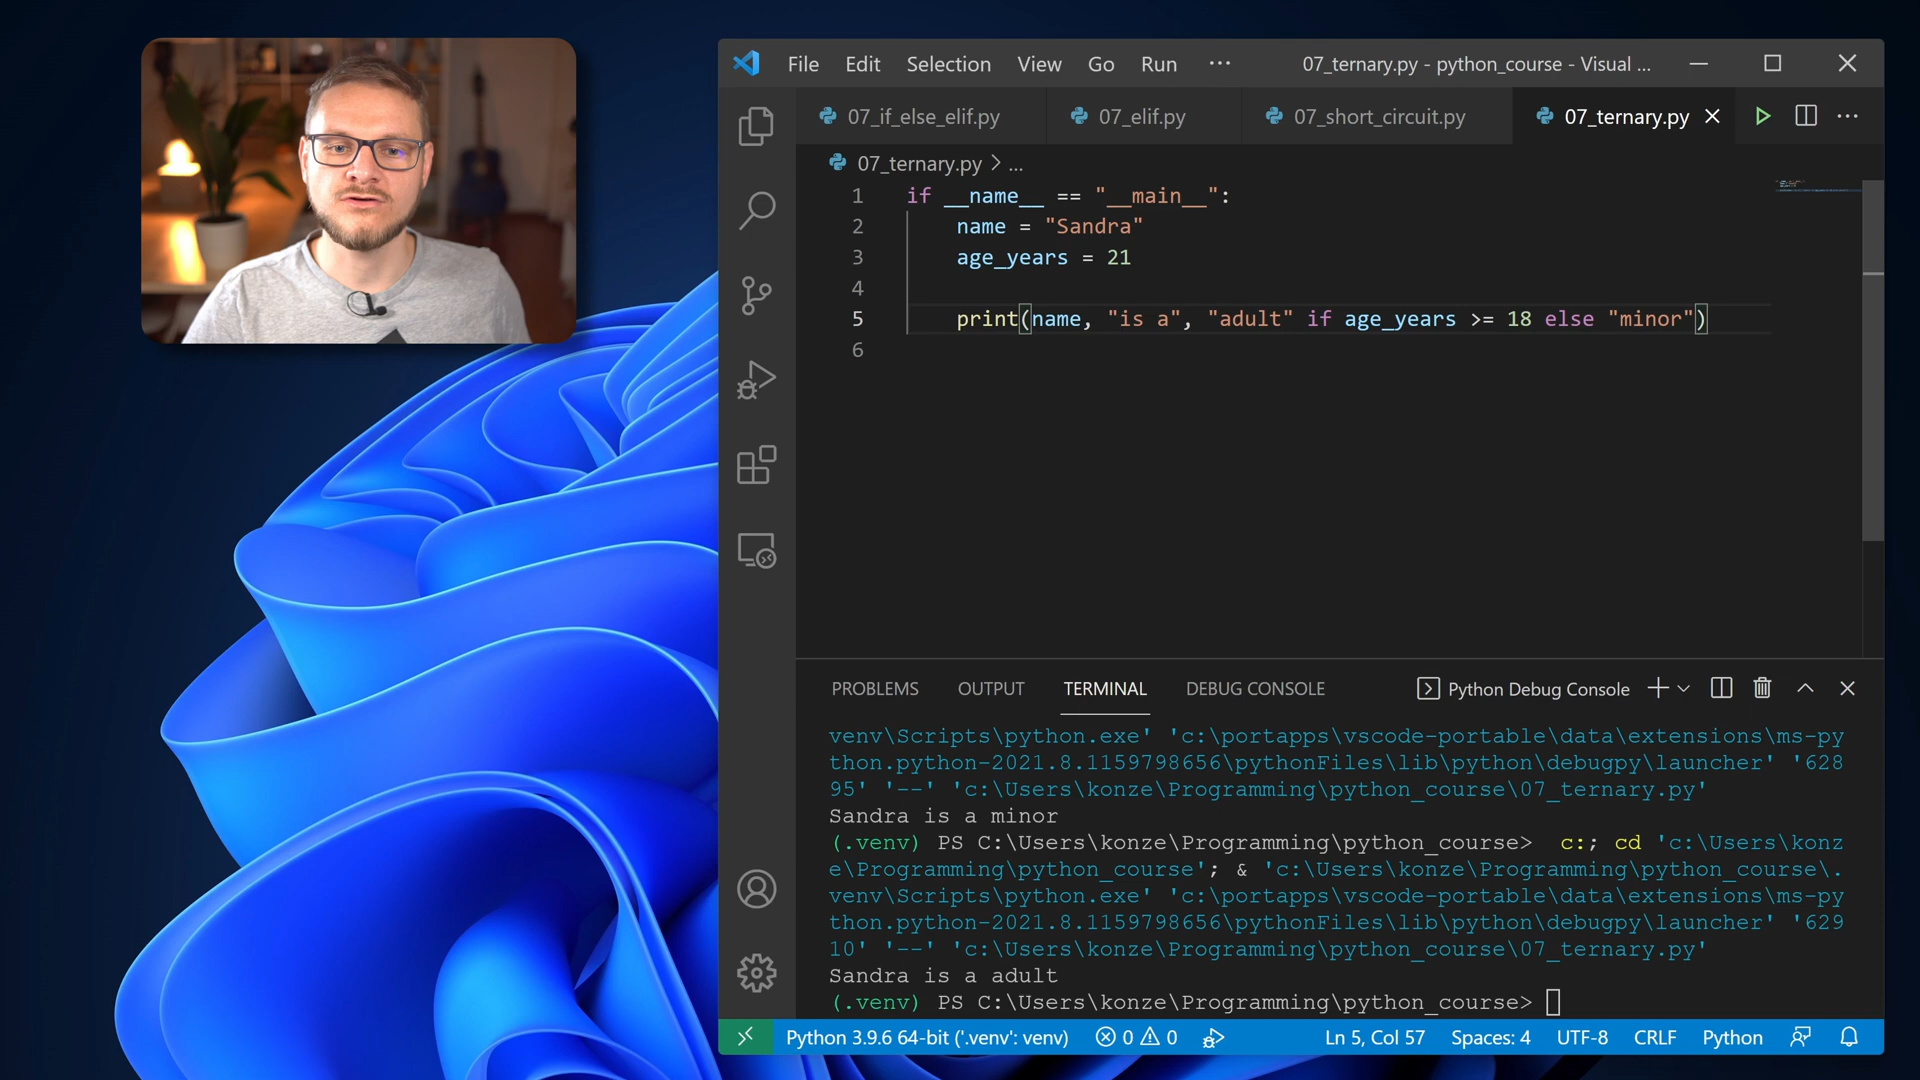 File Edit Selection View Go Run ··· 07_ternary.py - python_course - Visual ...
07_if_else_elif.py 07_elif.py 07_short_circuit.py 07_ternary.py
07_ternary.py > ...
1 if __name__ == "__main__":
2 name = "Sandra"
3 age_years = 21
4
5 print(name, "is a", "adult" if age_years >= 18 else "minor")
6
PROBLEMS OUTPUT TERMINAL DEBUG CONSOLE Python Debug Console
venv\Scripts\python.exe' 'c:\portapps\vscode-portable\data\extensions\ms-py
thon.python-2021.8.1159798656\pythonFiles\lib\python\debugpy\launcher' '628
95' '--' 'c:\Users\konze\Programming\python_course\07_ternary.py'
Sandra is a minor
(.venv) PS C:\Users\konze\Programming\python_course>  c:; cd 'c:\Users\konz
e\Programming\python_course'; & 'c:\Users\konze\Programming\python_course\.
venv\Scripts\python.exe' 'c:\portapps\vscode-portable\data\extensions\ms-py
thon.python-2021.8.1159798656\pythonFiles\lib\python\debugpy\launcher' '629
10' '--' 'c:\Users\konze\Programming\python_course\07_ternary.py'
Sandra is a adult
(.venv) PS C:\Users\konze\Programming\python_course>
Python 3.9.6 64-bit ('.venv': venv) 0 0 Ln 5, Col 57 Spaces: 4 UTF-8 CRLF Python